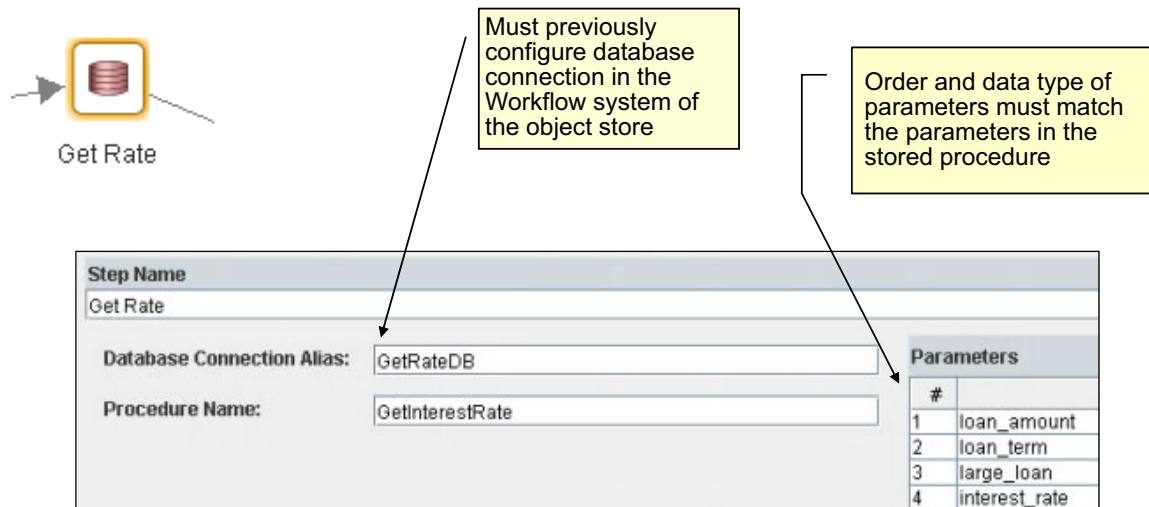 Must previously
configure database
connection in the
Workflow system of
the object store
Order and data type of
parameters must match
the parameters in the
stored procedure
Get Rate
Step Name
Get Rate
Database Connection Alias:
GetRateDB
Procedure Name:
GetInterestRate
Parameters
#
1 loan_amount
2 loan_term
3 large_loan
4 interest_rate